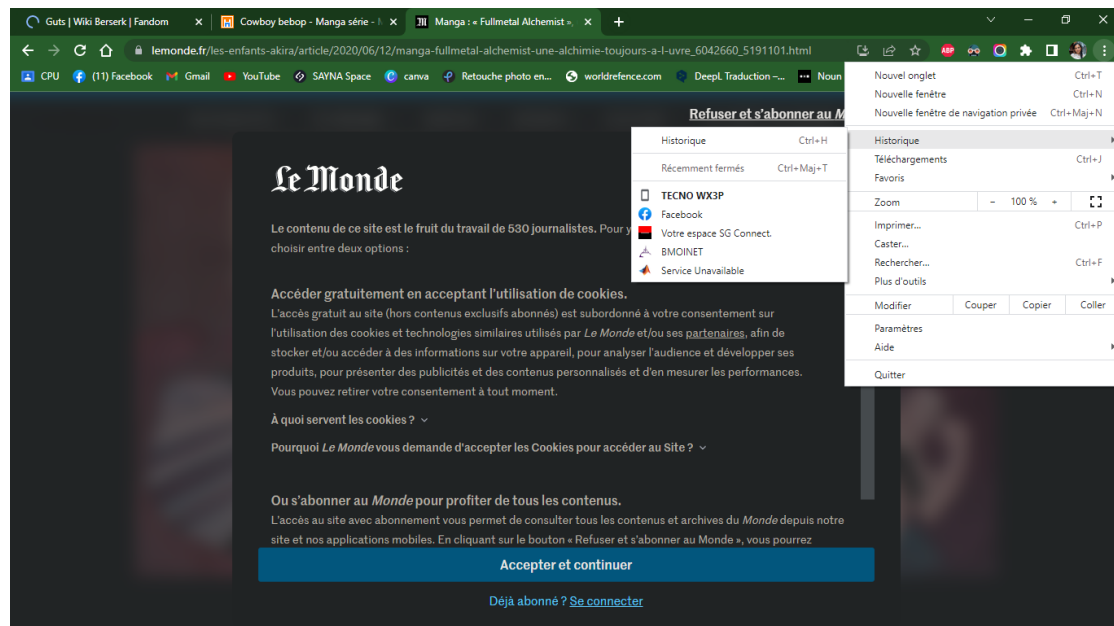 Guts | Wiki Berserk | Fandom
Cowboy bebop - Manga série -
Manga : « Fullmetal Alchemist »,
lemonde.fr/les-enfants-akira/article/2020/06/12/manga-fullmetal-alchemist-une-alchimie-toujours-a-l-uvre_6042660_5191101.html
ABP
CPU
(11) Facebook
Gmail
YouTube
SAYNA Space
canva
Retouche photo en...
worldrefence.com
DeepL Traduction –...
Noun
Refuser et s'abonner au M
Nouvel onglet Ctrl+T
Nouvelle fenêtre Ctrl+N
Nouvelle fenêtre de navigation privée Ctrl+Maj+N
Historique
Téléchargements Ctrl+J
Favoris
Zoom - 100 % +
Imprimer... Ctrl+P
Caster...
Rechercher... Ctrl+F
Plus d'outils
Modifier Couper Copier Coller
Paramètres
Aide
Quitter
Historique Ctrl+H
Récemment fermés Ctrl+Maj+T
TECNO WX3P
Facebook
Votre espace SG Connect.
BMOINET
Service Unavailable
Le Monde
Le contenu de ce site est le fruit du travail de 530 journalistes. Pour y
choisir entre deux options :
Accéder gratuitement en acceptant l'utilisation de cookies.
L'accès gratuit au site (hors contenus exclusifs abonnés) est subordonné à votre consentement sur
l'utilisation des cookies et technologies similaires utilisés par Le Monde et/ou ses partenaires, afin de
stocker et/ou accéder à des informations sur votre appareil, pour analyser l'audience et développer ses
produits, pour présenter des publicités et des contenus personnalisés et d'en mesurer les performances.
Vous pouvez retirer votre consentement à tout moment.
À quoi servent les cookies ?
Pourquoi Le Monde vous demande d'accepter les Cookies pour accéder au Site ?
Ou s'abonner au Monde pour profiter de tous les contenus.
L'accès au site avec abonnement vous permet de consulter tous les contenus et archives du Monde depuis notre
site et nos applications mobiles. En cliquant sur le bouton « Refuser et s'abonner au Monde », vous pourrez
Accepter et continuer
Déjà abonné ? Se connecter